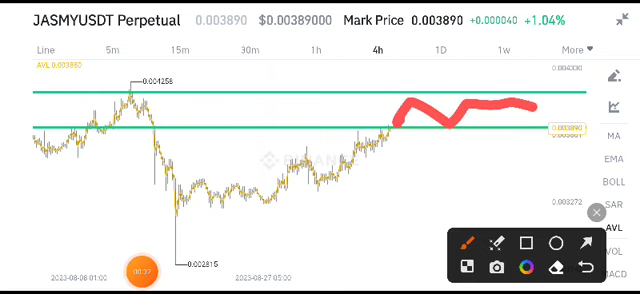 JASMYUSDT Perpetual 0.003890 $0.00389000 Mark Price 0.003890 +0.000040 +1.04%
Line 5m 15m 30m 1h 4h 1D 1w More
AVL 0.003880
0.004258
0.004000
0.003890
MA
EMA
BOLL
0.003272
SAR
AVL
0.002815
VOL
MACD
2023-08-08 01:00 2023-08-27 05:00